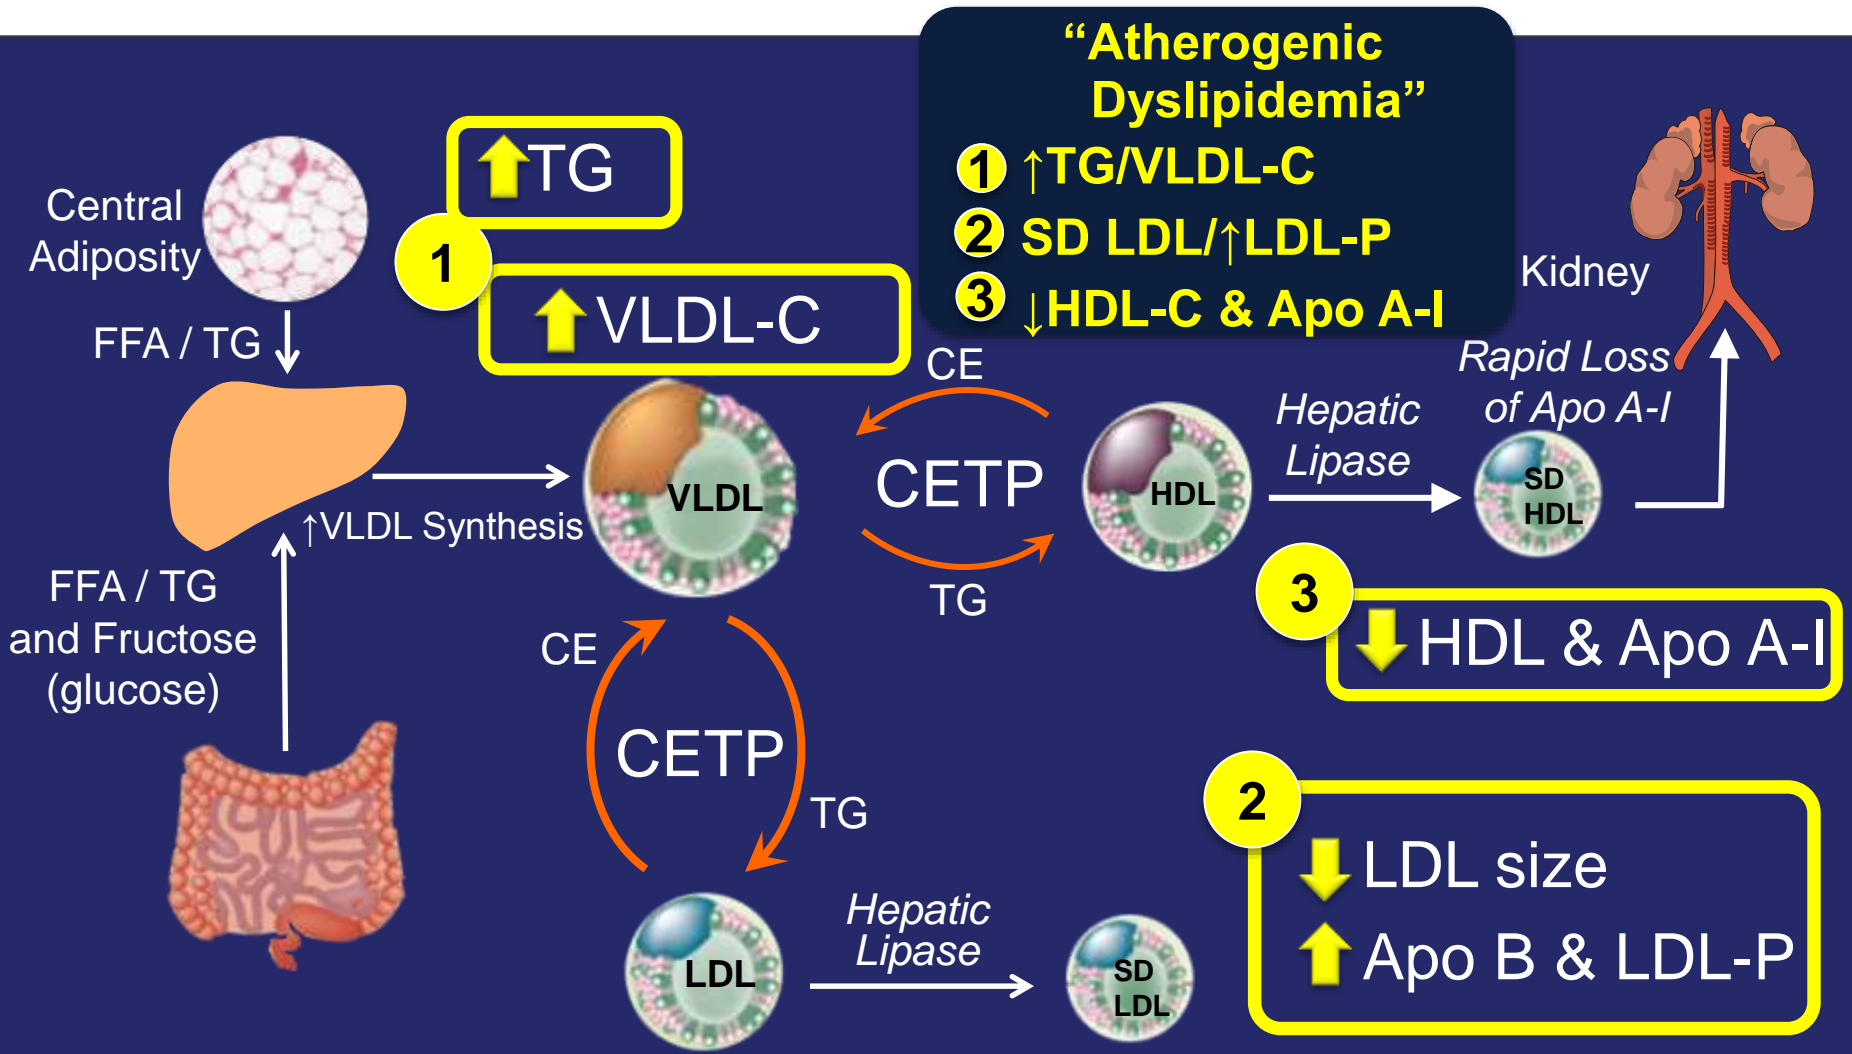 “Atherogenic
Dyslipidemia”
1 ↑TG/VLDL-C
2 SD LDL/↑LDL-P
3 ↓HDL-C & Apo A-I
Central
Adiposity
FFA / TG
1
TG
VLDL-C
↑VLDL Synthesis
FFA / TG
and Fructose
(glucose)
VLDL
CE
CETP
TG
HDL
Hepatic
Lipase
SD
HDL
Rapid Loss
of Apo A-I
Kidney
3
HDL & Apo A-I
CE
CETP
TG
LDL
Hepatic
Lipase
SD
LDL
2
LDL size
Apo B & LDL-P